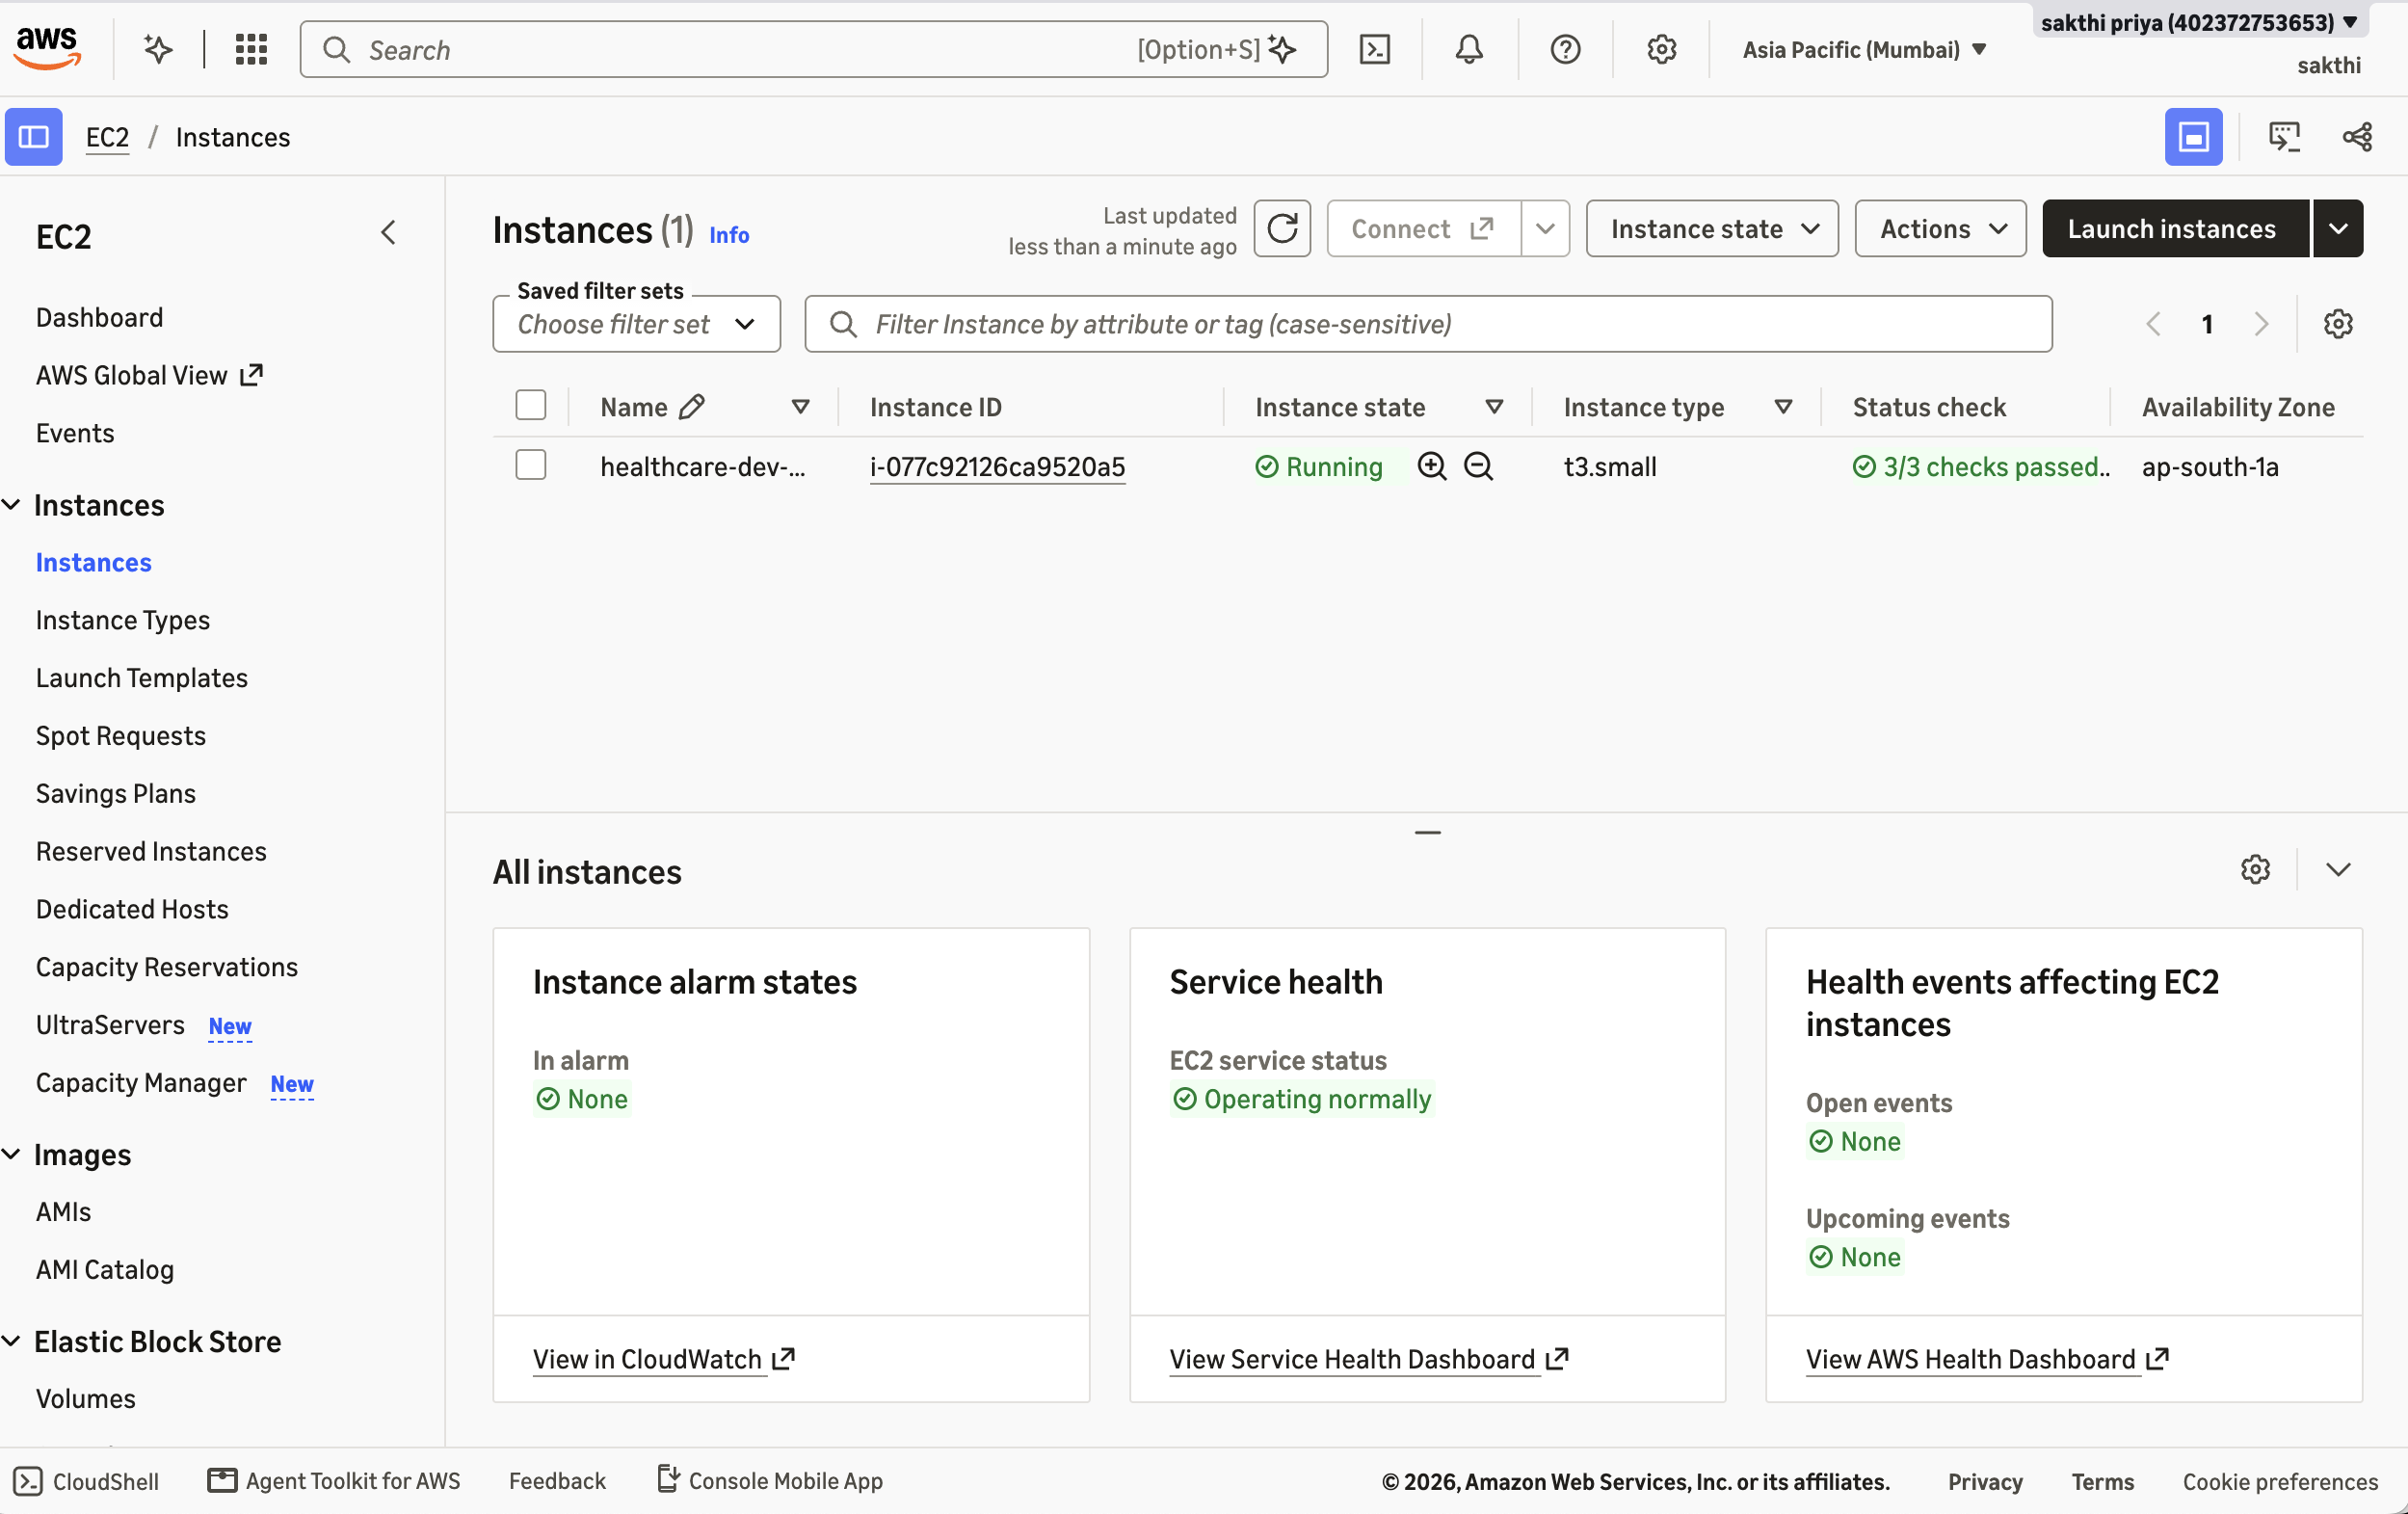 aws
Search
[Option+S]
Asia Pacific (Mumbai)
sakthi priya (402372753653)
sakthi
EC2 / Instances
EC2
Dashboard
AWS Global View
Events
Instances
Instances
Instance Types
Launch Templates
Spot Requests
Savings Plans
Reserved Instances
Dedicated Hosts
Capacity Reservations
UltraServers New
Capacity Manager New
Images
AMIs
AMI Catalog
Elastic Block Store
Volumes
Instances (1) Info
Last updated
less than a minute ago
Connect
Instance state
Actions
Launch instances
Saved filter sets
Choose filter set
Filter Instance by attribute or tag (case-sensitive)
1
Name Instance ID Instance state Instance type Status check Availability Zone
healthcare-dev-... i-077c92126ca9520a5 Running t3.small 3/3 checks passed.. ap-south-1a
All instances
Instance alarm states
In alarm
None
View in CloudWatch
Service health
EC2 service status
Operating normally
View Service Health Dashboard
Health events affecting EC2
instances
Open events
None
Upcoming events
None
View AWS Health Dashboard
CloudShell
Agent Toolkit for AWS
Feedback
Console Mobile App
© 2026, Amazon Web Services, Inc. or its affiliates.
Privacy
Terms
Cookie preferences